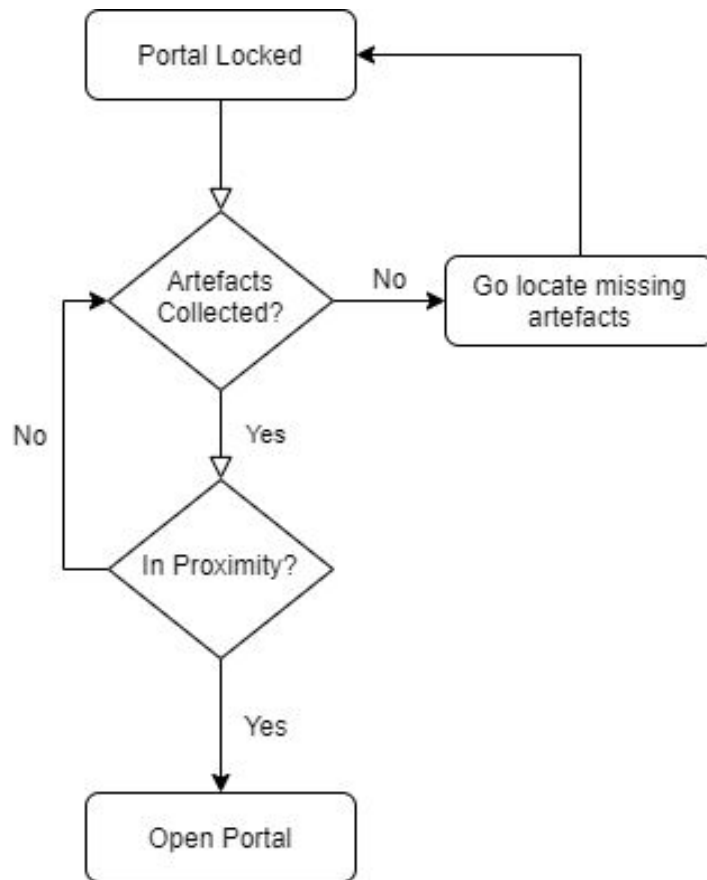 Portal Locked
Artefacts
Collected?
No
Go locate missing
artefacts
Yes
No
In Proximity?
Yes
Open Portal